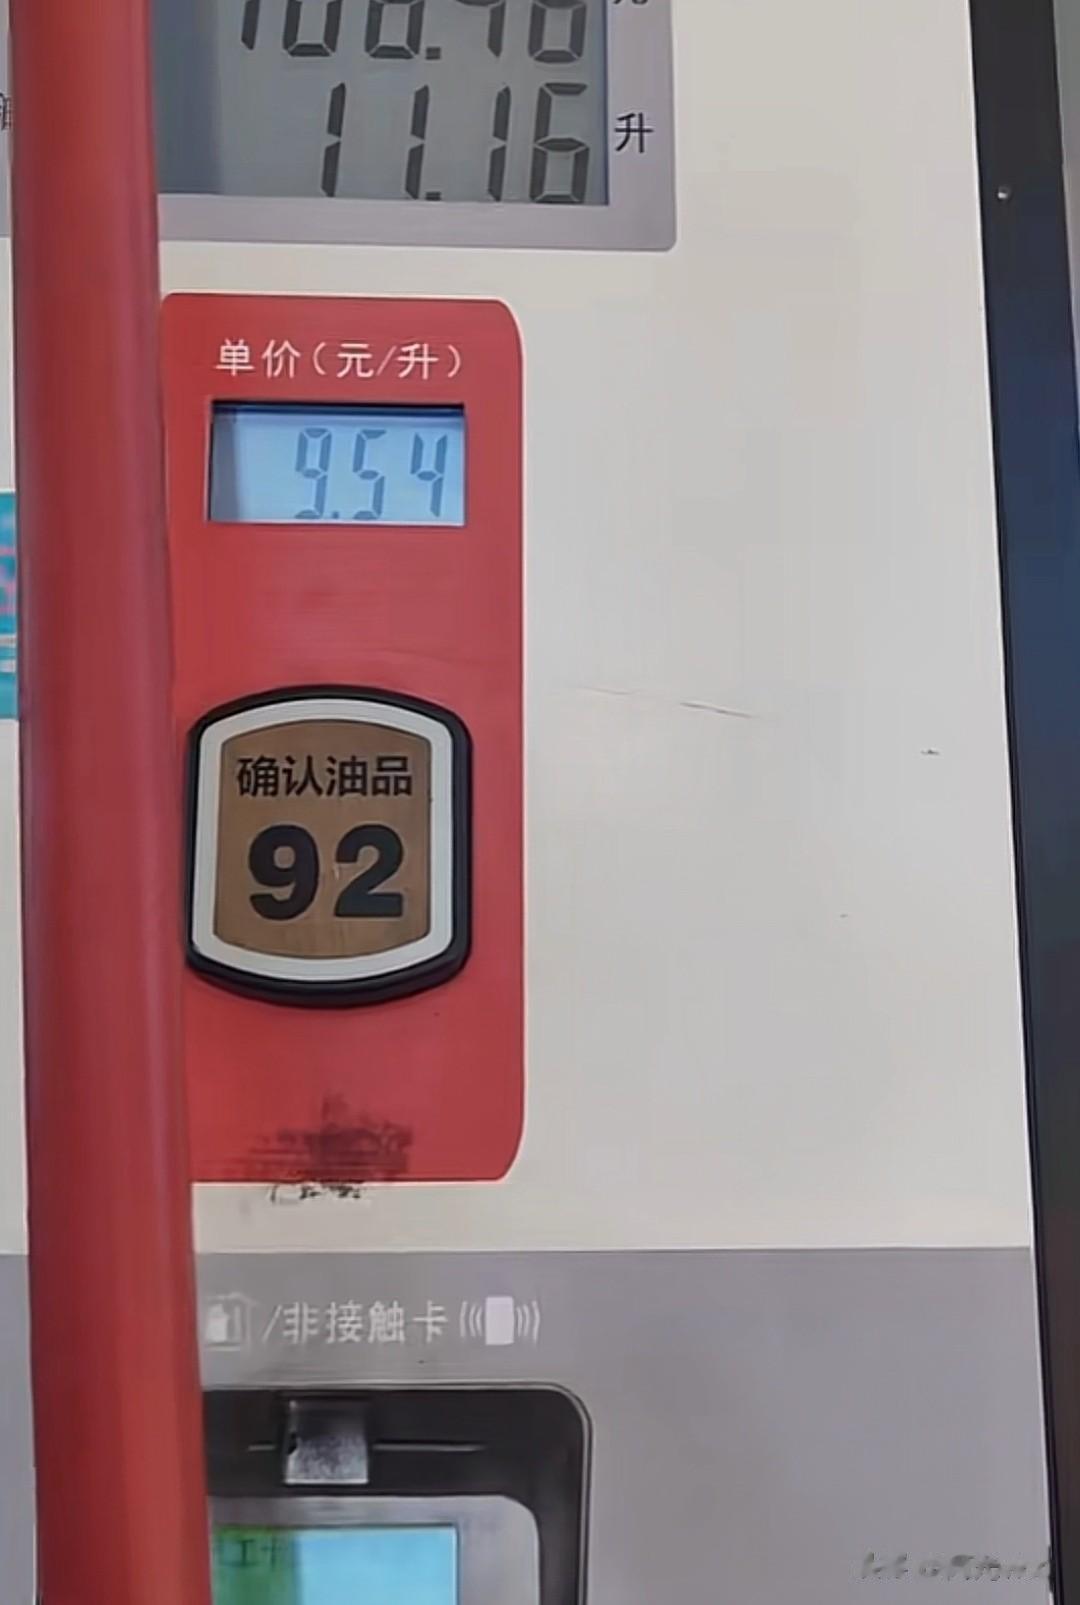 11.16 升
单价(元/升)
9.54
确认油品
92
/非接触卡